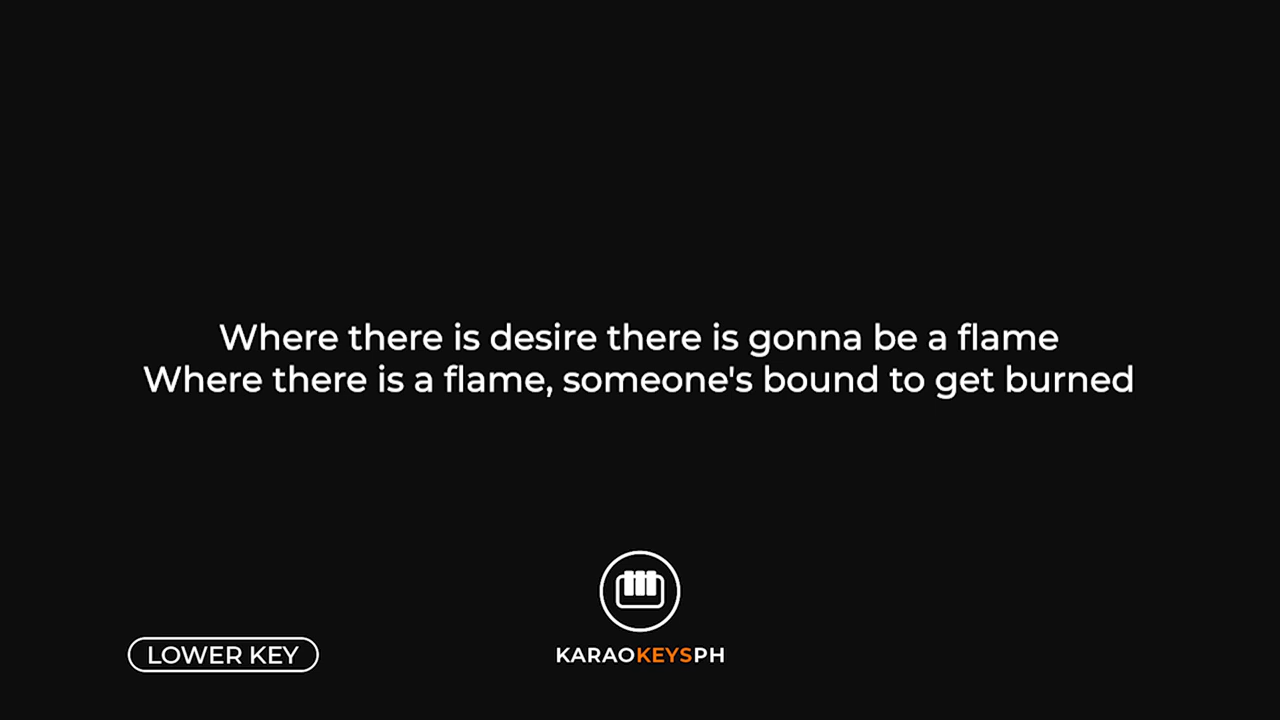 Where there is desire there is gonna be a flame
Where there is a flame, someone's bound to get burned
LOWER KEY
KARAOKEYSPH